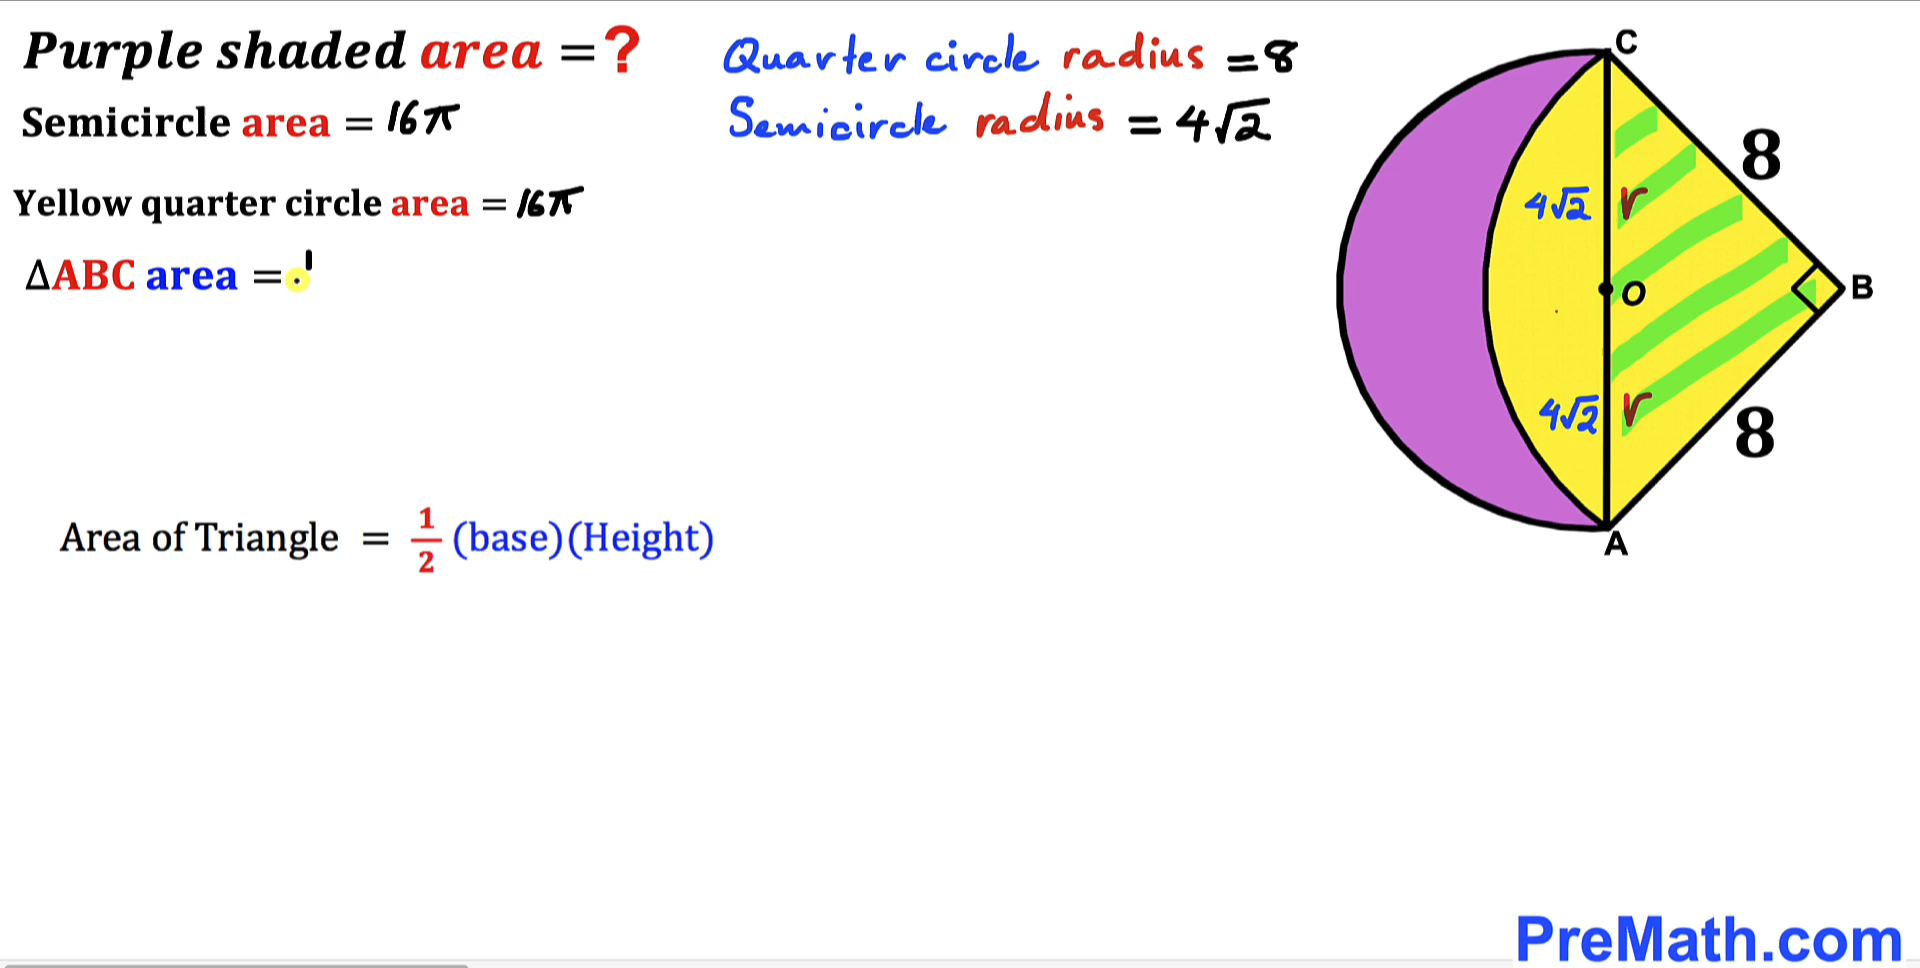 Purple shaded area = ?
Quarter circle radius = 8
Semicircle area = 16π
Semicircle radius = 4√2
Yellow quarter circle area = 16π
ΔABC area =
Area of Triangle = 1/2 (base)(Height)
C
8
4√2 r
O
B
4√2 r
8
A
PreMath.com